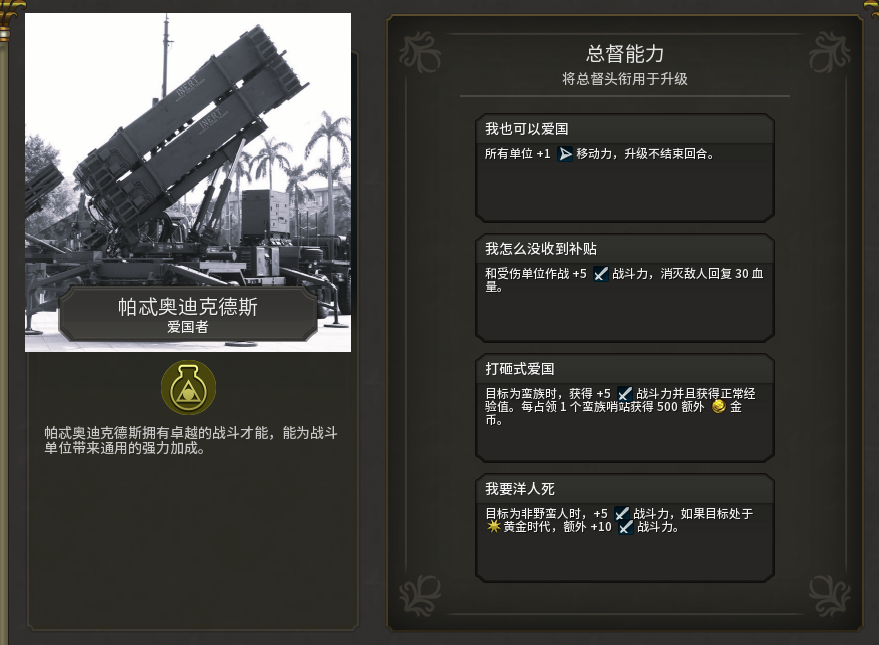 INERT
INERT
帕忒奥迪克德斯
爱国者
帕忒奥迪克德斯拥有卓越的战斗才能，能为战斗
单位带来通用的强力加成。
总督能力
将总督头衔用于升级
我也可以爱国
所有单位 +1 移动力，升级不结束回合。
我怎么没收到补贴
和受伤单位作战 +5 战斗力，消灭敌人回复 30 血
量。
打砸式爱国
目标为蛮族时，获得 +5 战斗力并且获得正常经
验值。每占领 1 个蛮族哨站获得 500 额外 金
币。
我要洋人死
目标为非野蛮人时，+5 战斗力，如果目标处于
黄金时代，额外 +10 战斗力。